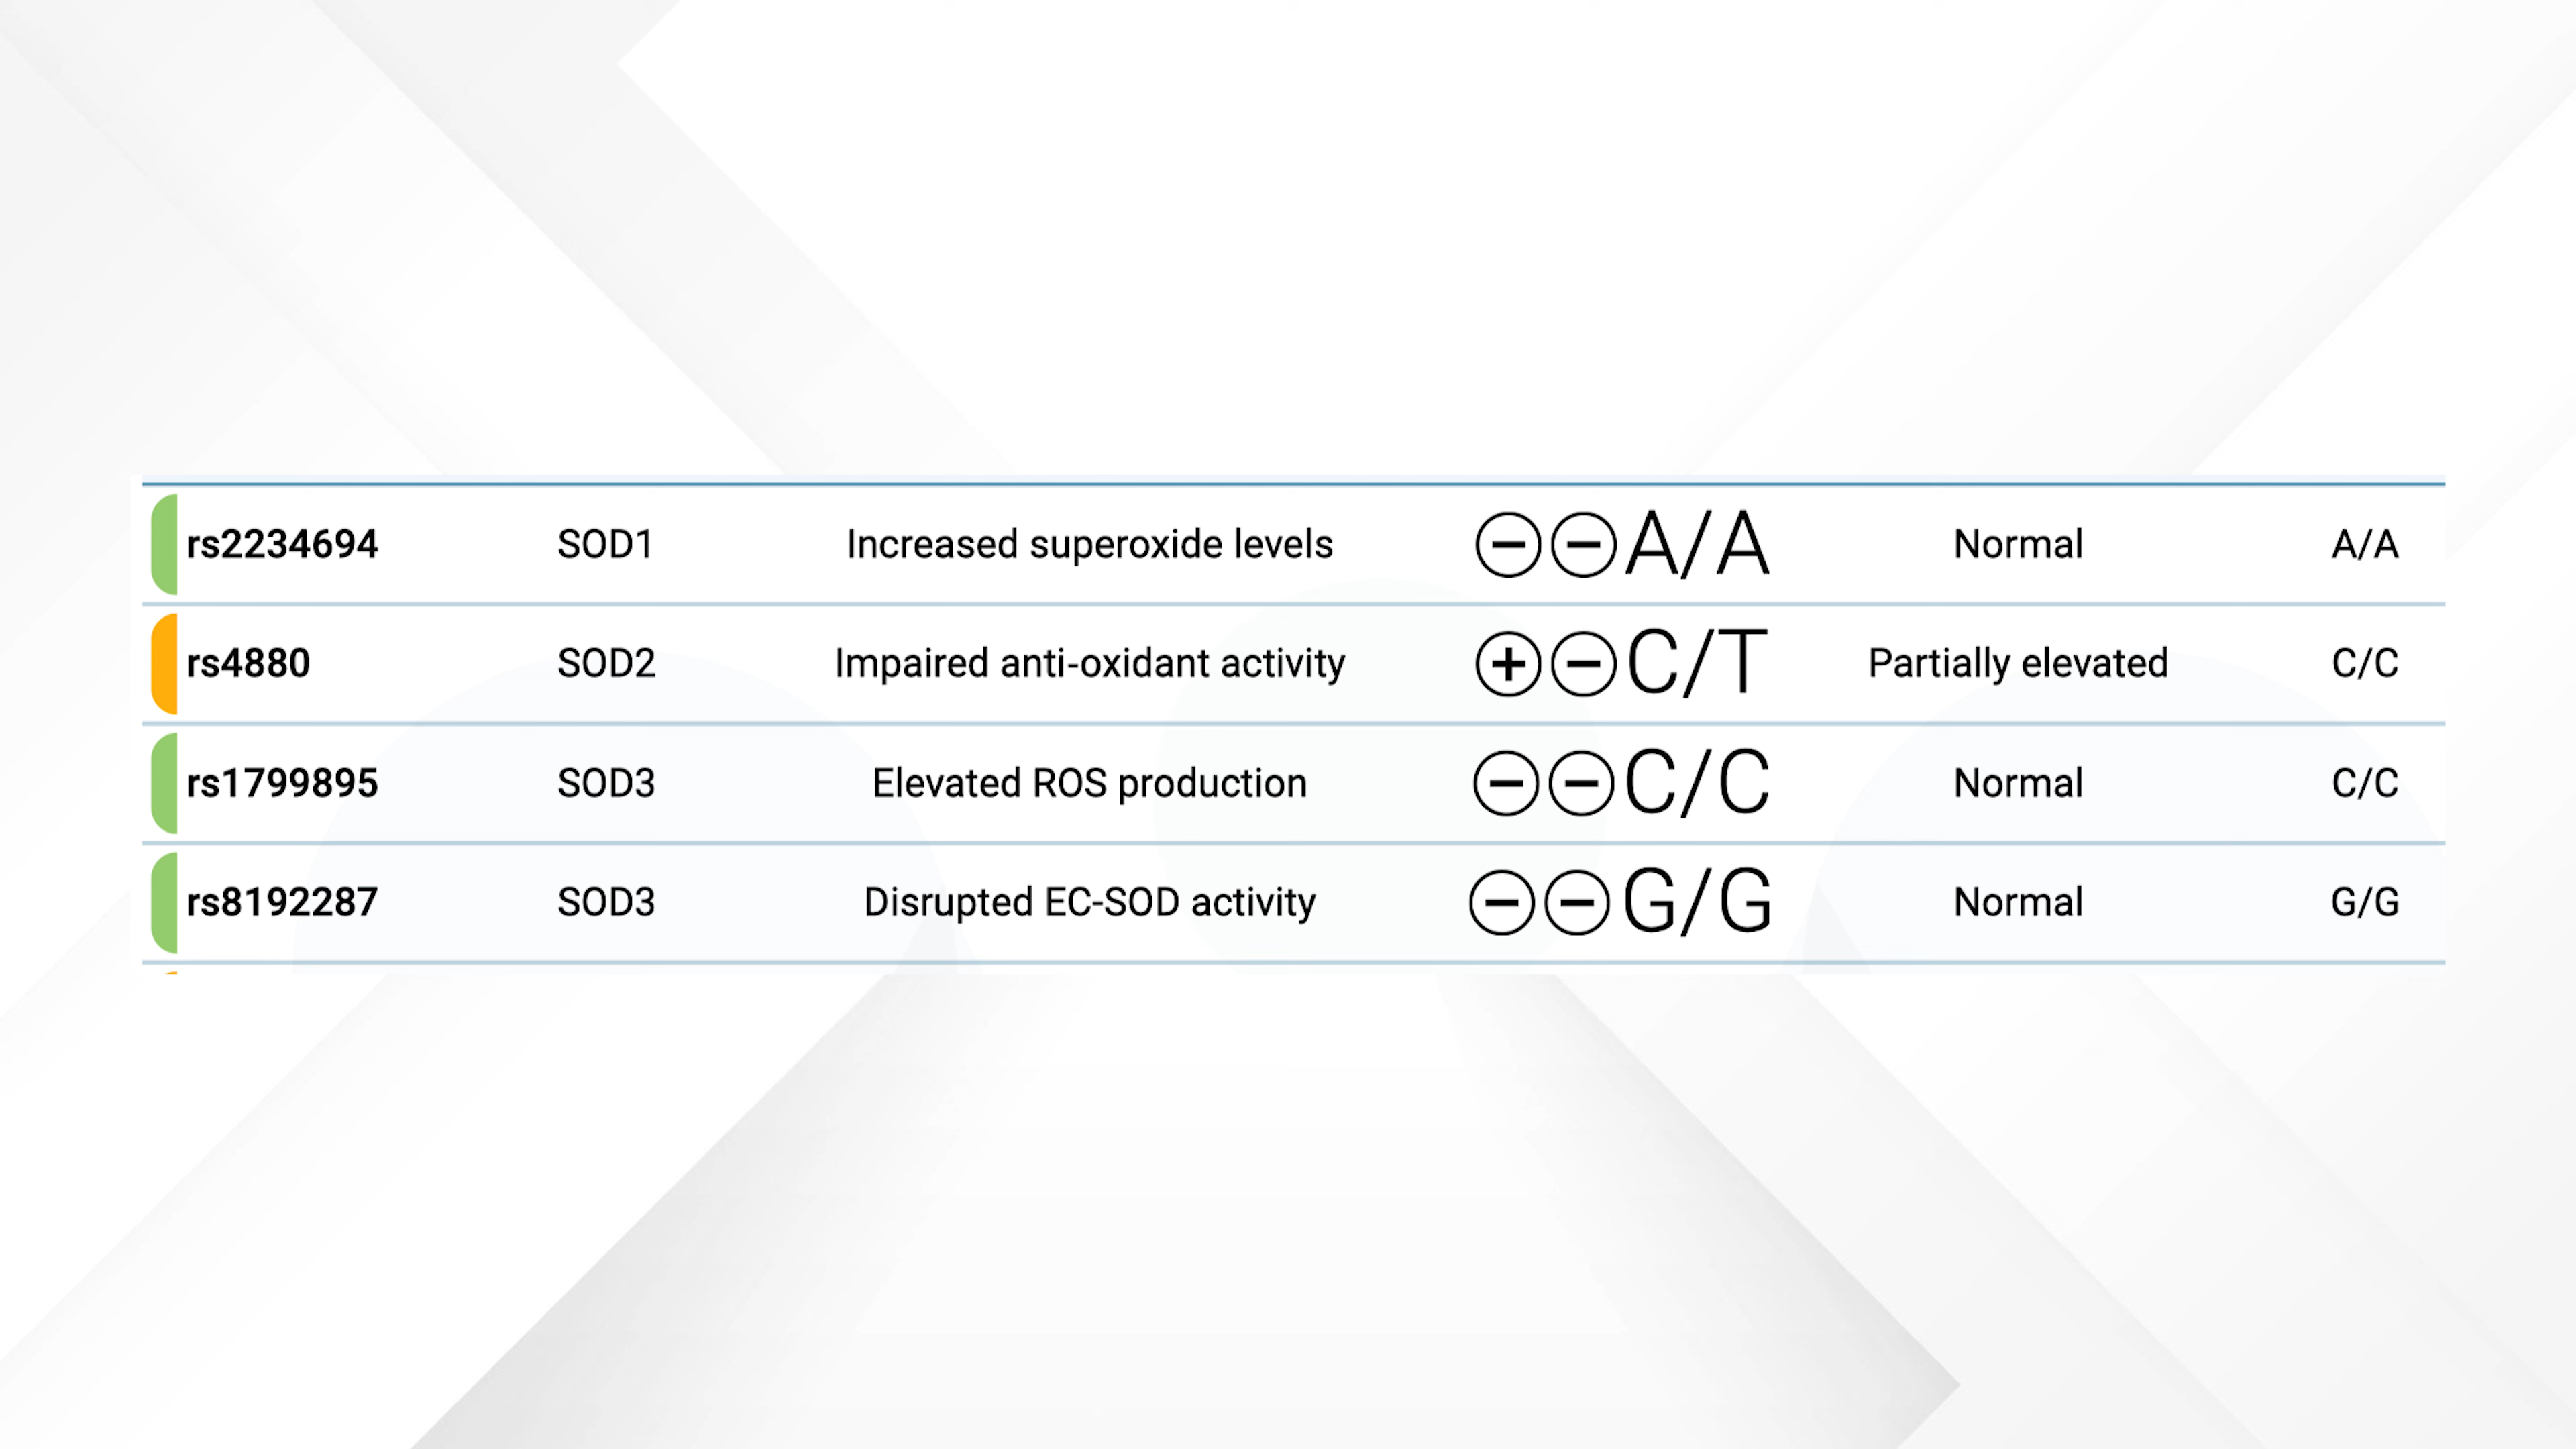 rs2234694 SOD1 Increased superoxide levels ⊖⊖A/A Normal A/A
rs4880 SOD2 Impaired anti-oxidant activity ⊕⊖C/T Partially elevated C/C
rs1799895 SOD3 Elevated ROS production ⊖⊖C/C Normal C/C
rs8192287 SOD3 Disrupted EC-SOD activity ⊖⊖G/G Normal G/G